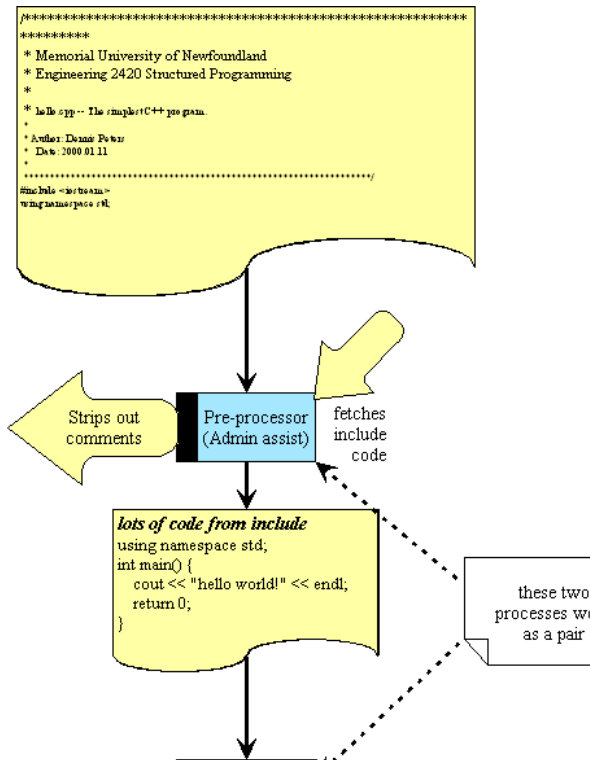 /************************************************************
*********
* Memorial University of Newfoundland
* Engineering 2420 Structured Programming
*
* hello.cpp -- The simplest C++ program.
*
* Author: Dennis Peters
* Date: 2000.01.11
*
*********************************************************************/
#include <iostream>
using namespace std;
Strips out
comments
Pre-processor
(Admin assist)
fetches
include
code
lots of code from include
using namespace std;
int main() {
cout << "hello world!" << endl;
return 0;
}
these two
processes wo
as a pair